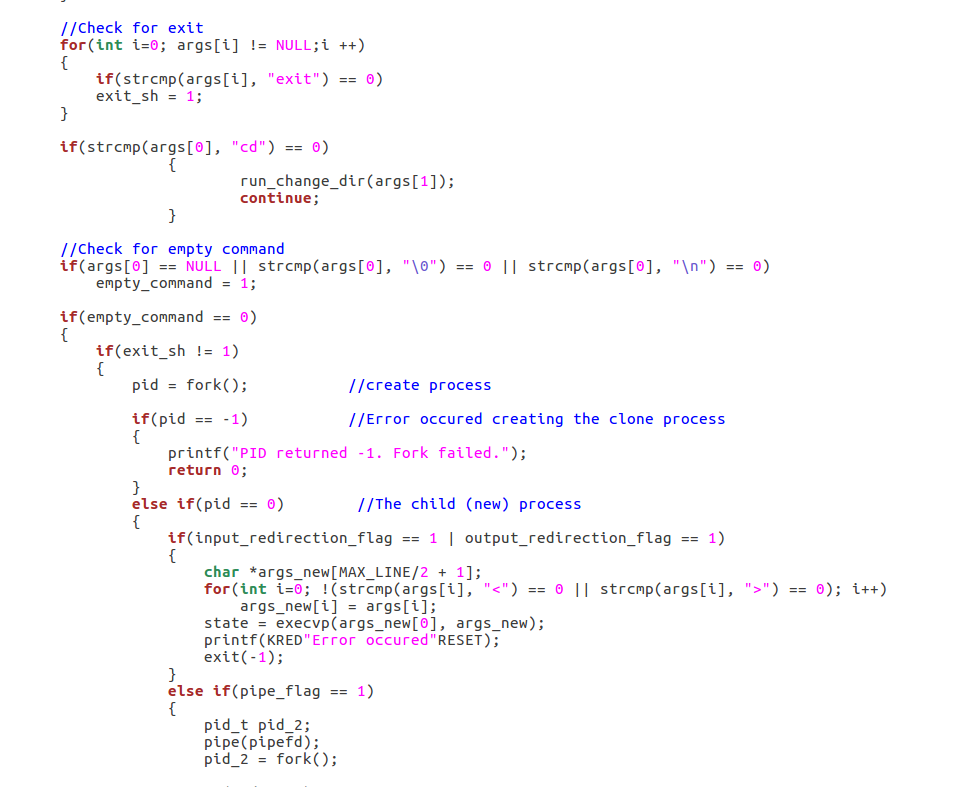 }
//Check for exit
for(int i=0; args[i] != NULL;i ++)
{
if(strcmp(args[i], "exit") == 0)
exit_sh = 1;
}
if(strcmp(args[0], "cd") == 0)
{
run_change_dir(args[1]);
continue;
}
//Check for empty command
if(args[0] == NULL || strcmp(args[0], "\0") == 0 || strcmp(args[0], "\n") == 0)
empty_command = 1;
if(empty_command == 0)
{
if(exit_sh != 1)
{
pid = fork(); //create process
if(pid == -1) //Error occured creating the clone process
{
printf("PID returned -1. Fork failed.");
return 0;
}
else if(pid == 0) //The child (new) process
{
if(input_redirection_flag == 1 | output_redirection_flag == 1)
{
char *args_new[MAX_LINE/2 + 1];
for(int i=0; !(strcmp(args[i], "<") == 0 || strcmp(args[i], ">") == 0); i++)
args_new[i] = args[i];
state = execvp(args_new[0], args_new);
printf(KRED"Error occured"RESET);
exit(-1);
}
else if(pipe_flag == 1)
{
pid_t pid_2;
pipe(pipefd);
pid_2 = fork();